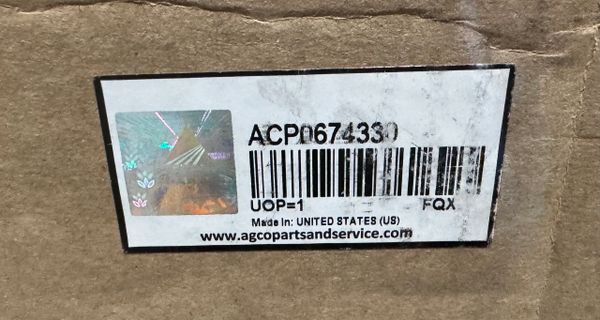 ACP0674330
UOP=1 FQX
Made in: UNITED STATES (US)
www.agcopartsandservice.com